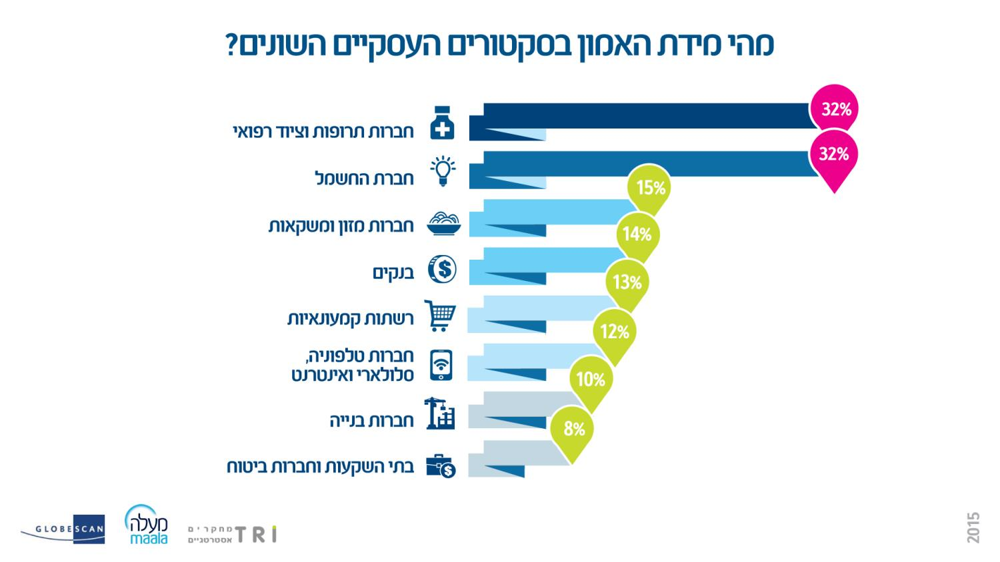 מהי מידת האמון בסקטורים העסקיים השונים?
חברות תרופות וציוד רפואי
32%
חברת החשמל
32%
חברות מזון ומשקאות
15%
בנקים
14%
רשתות קמעונאיות
13%
חברות טלפוניה,
סלולארי ואינטרנט
12%
חברות בנייה
10%
בתי השקעות וחברות ביטוח
8%
GLOBESCAN
מעלה
maala
מחקרים
אסטרטגיים
TRi
2015